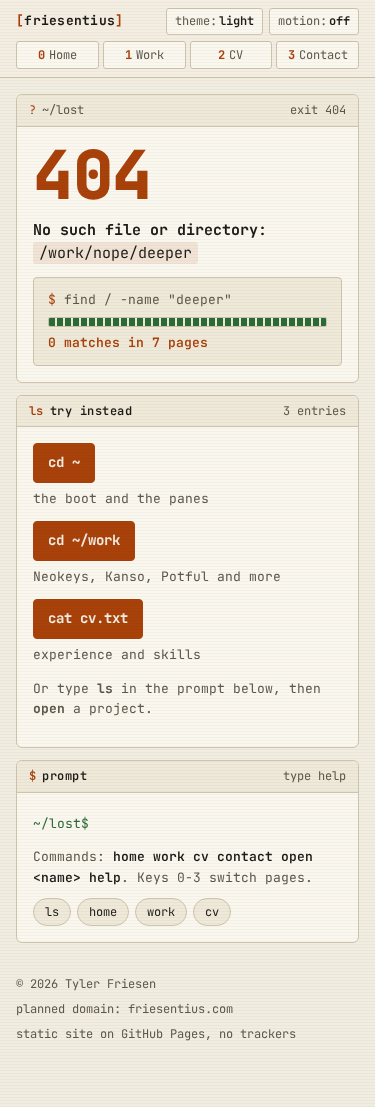 [friesentius]
theme:light
motion:off
0 Home
1 Work
2 CV
3 Contact
? ~/lost
exit 404
404
No such file or directory:
/work/nope/deeper
$ find / -name "deeper"
0 matches in 7 pages
ls try instead
3 entries
cd ~
the boot and the panes
cd ~/work
Neokeys, Kanso, Potful and more
cat cv.txt
experience and skills
Or type ls in the prompt below, then
open a project.
$ prompt
type help
~/lost$
Commands: home work cv contact open
<name> help. Keys 0-3 switch pages.
ls
home
work
cv
© 2026 Tyler Friesen
planned domain: friesentius.com
static site on GitHub Pages, no trackers